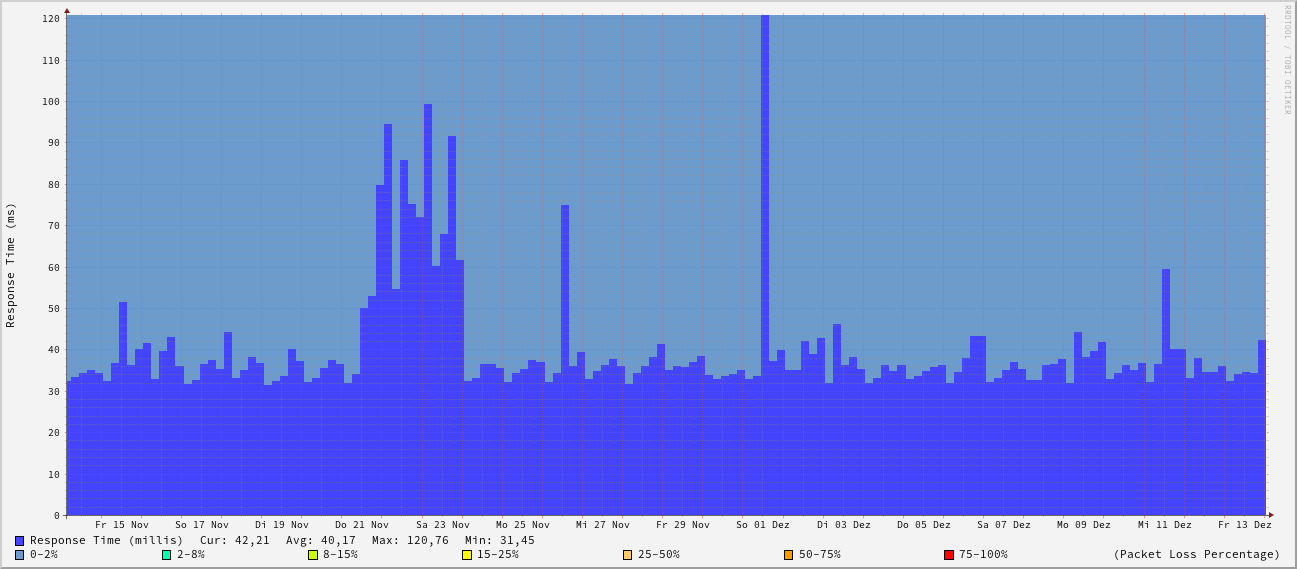 RRDTOOL / TOBI OETIKER
Response Time (ms)
120
110
100
90
80
70
60
50
40
30
20
10
0
Fr 15 Nov So 17 Nov Di 19 Nov Do 21 Nov Sa 23 Nov Mo 25 Nov Mi 27 Nov Fr 29 Nov So 01 Dez Di 03 Dez Do 05 Dez Sa 07 Dez Mo 09 Dez Mi 11 Dez Fr 13 Dez
Response Time (millis) Cur: 42,21 Avg: 40,17 Max: 120,76 Min: 31,45
0-2% 2-8% 8-15% 15-25% 25-50% 50-75% 75-100% (Packet Loss Percentage)